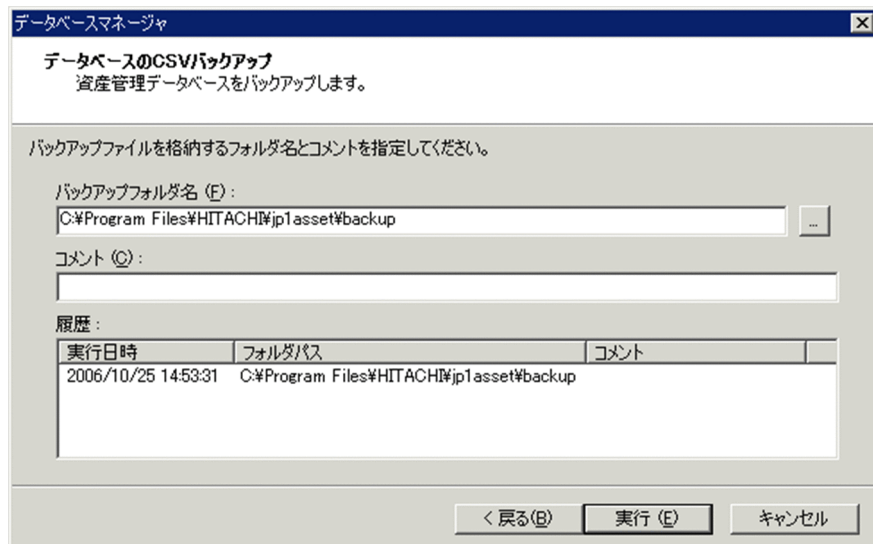 データベースマネージャ
データベースのCSVバックアップ
資産管理データベースをバックアップします。
バックアップファイルを格納するフォルダ名とコメントを指定してください。
バックアップフォルダ名 (F) :
C:¥Program Files¥HITACHI¥jp1asset¥backup
...
コメント (C) :
履歴 :
実行日時 フォルダパス コメント
2006/10/25 14:53:31 C:¥Program Files¥HITACHI¥jp1asset¥backup
< 戻る(B) 実行 (E) キャンセル